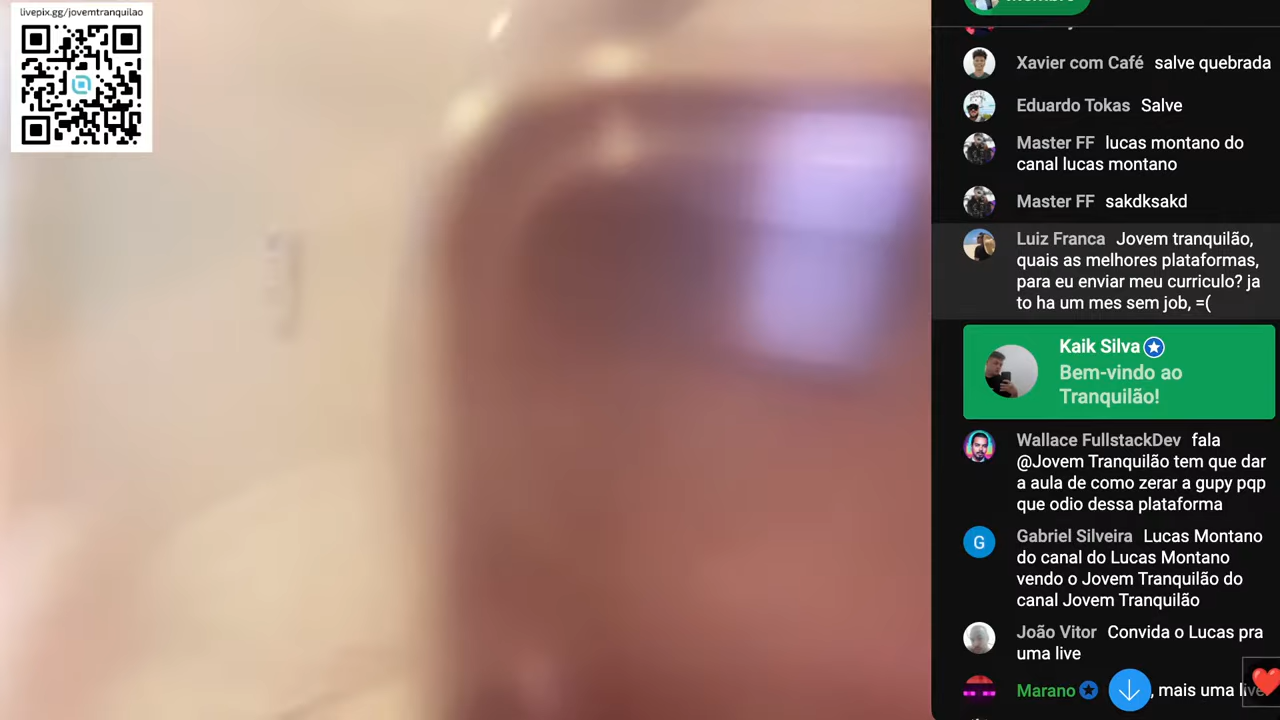 livepix.gg/jovemtranquilao
Xavier com Café salve quebrada
Eduardo Tokas Salve
Master FF lucas montano do
canal lucas montano
Master FF sakdksakd
Luiz Franca Jovem tranquilão,
quais as melhores plataformas,
para eu enviar meu curriculo? ja
to ha um mes sem job, =(
Kaik Silva
Bem-vindo ao
Tranquilão!
Wallace FullstackDev fala
@Jovem Tranquilão tem que dar
a aula de como zerar a gupy pqp
que odio dessa plataforma
G
Gabriel Silveira Lucas Montano
do canal do Lucas Montano
vendo o Jovem Tranquilão do
canal Jovem Tranquilão
João Vitor Convida o Lucas pra
uma live
Marano , mais uma live